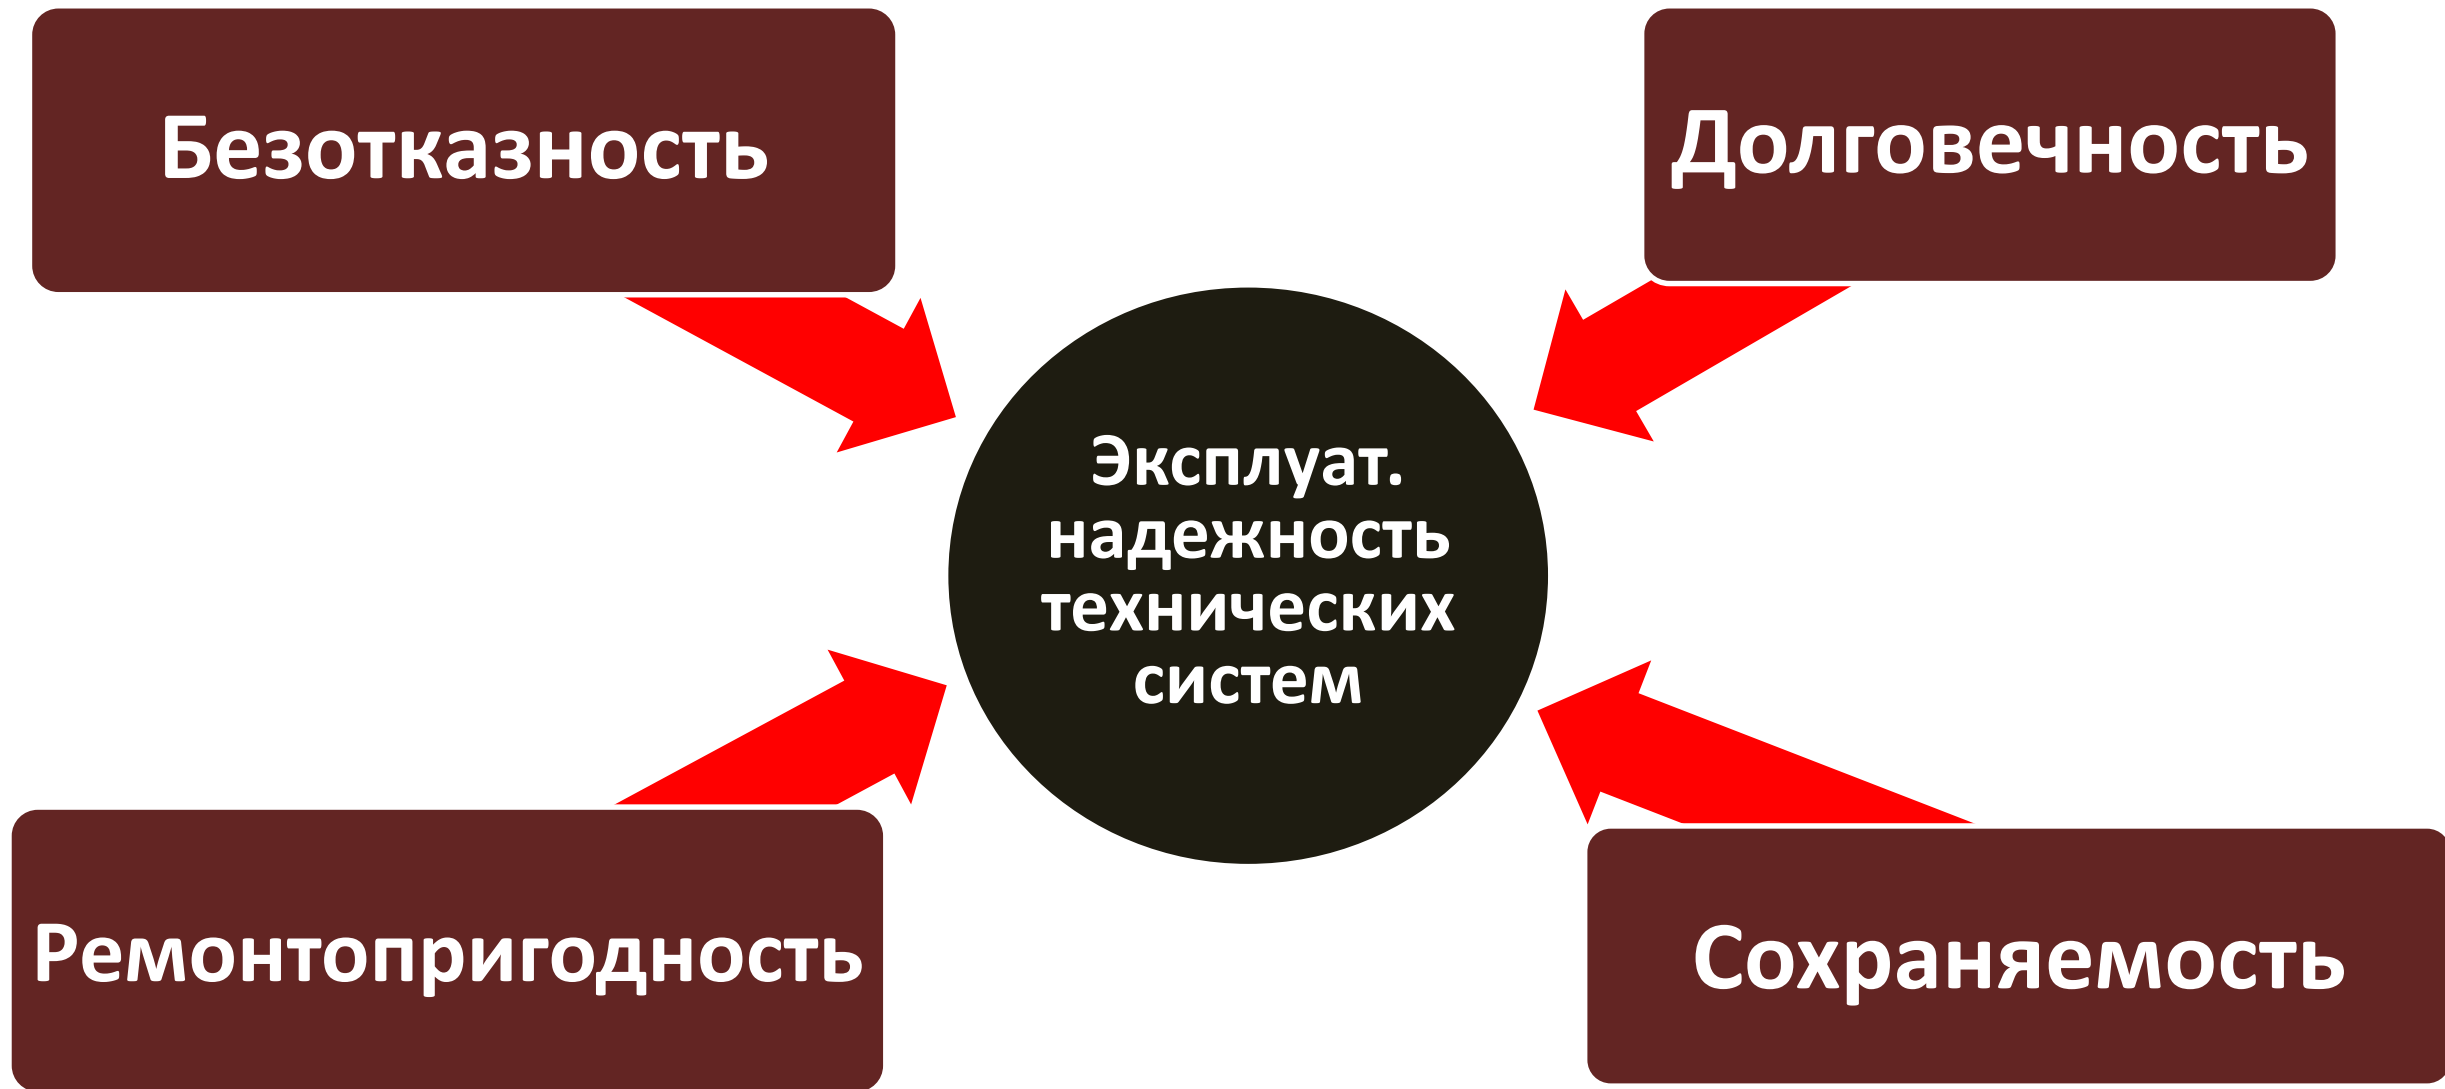 Безотказность
Долговечность
Эксплуат.
надежность
технических
систем
Ремонтопригодность
Сохраняемость